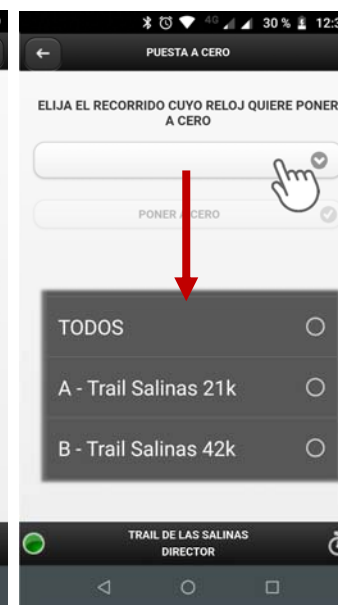 4G 30 % 12:3
PUESTA A CERO
ELIJA EL RECORRIDO CUYO RELOJ QUIERE PONER
A CERO
PONER A CERO
TODOS
A - Trail Salinas 21k
B - Trail Salinas 42k
TRAIL DE LAS SALINAS
DIRECTOR